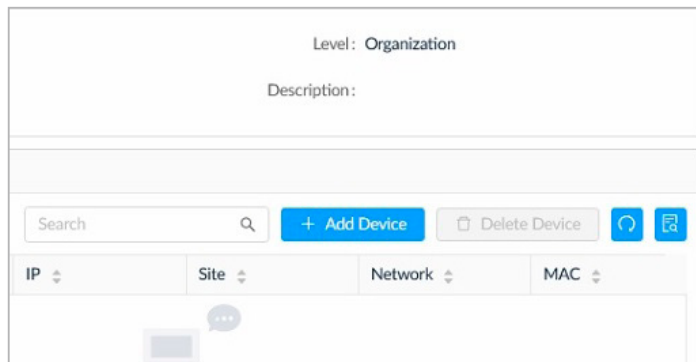 Level: Organization
Description:
Search + Add Device Delete Device
IP Site Network MAC